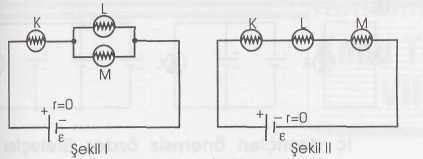 K
L
M
+ r=0
−
ε
Şekil I
K
L
M
+
− r=0
ε
Şekil II